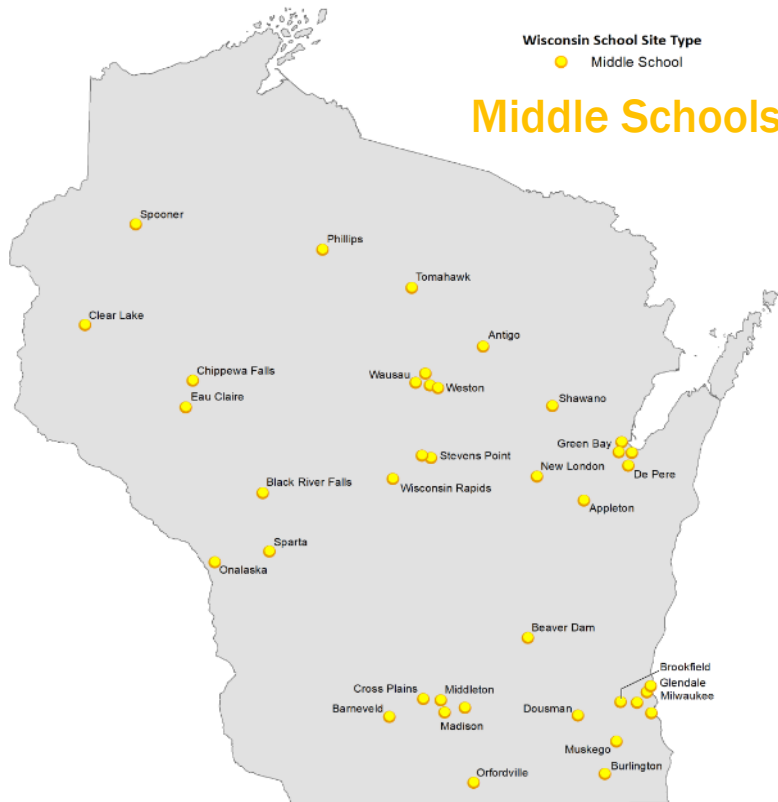 Wisconsin School Site Type
Middle School
Middle Schools
Spooner
Phillips
Tomahawk
Clear Lake
Antigo
Chippewa Falls
Wausau
Weston
Eau Claire
Shawano
Green Bay
Stevens Point
New London
De Pere
Wisconsin Rapids
Black River Falls
Appleton
Sparta
Onalaska
Beaver Dam
Brookfield
Glendale
Cross Plains
Middleton
Milwaukee
Barneveld
Dousman
Madison
Muskego
Orfordville
Burlington